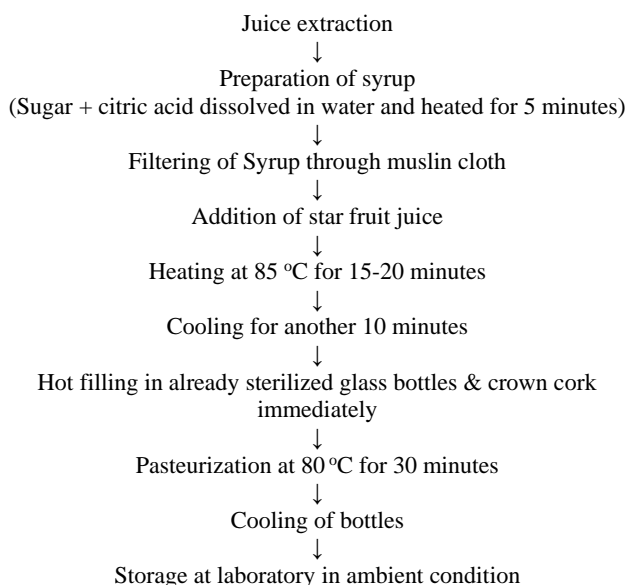 Juice extraction
↓
Preparation of syrup
(Sugar + citric acid dissolved in water and heated for 5 minutes)
↓
Filtering of Syrup through muslin cloth
↓
Addition of star fruit juice
↓
Heating at 85 °C for 15-20 minutes
↓
Cooling for another 10 minutes
↓
Hot filling in already sterilized glass bottles & crown cork
immediately
↓
Pasteurization at 80 °C for 30 minutes
↓
Cooling of bottles
↓
Storage at laboratory in ambient condition